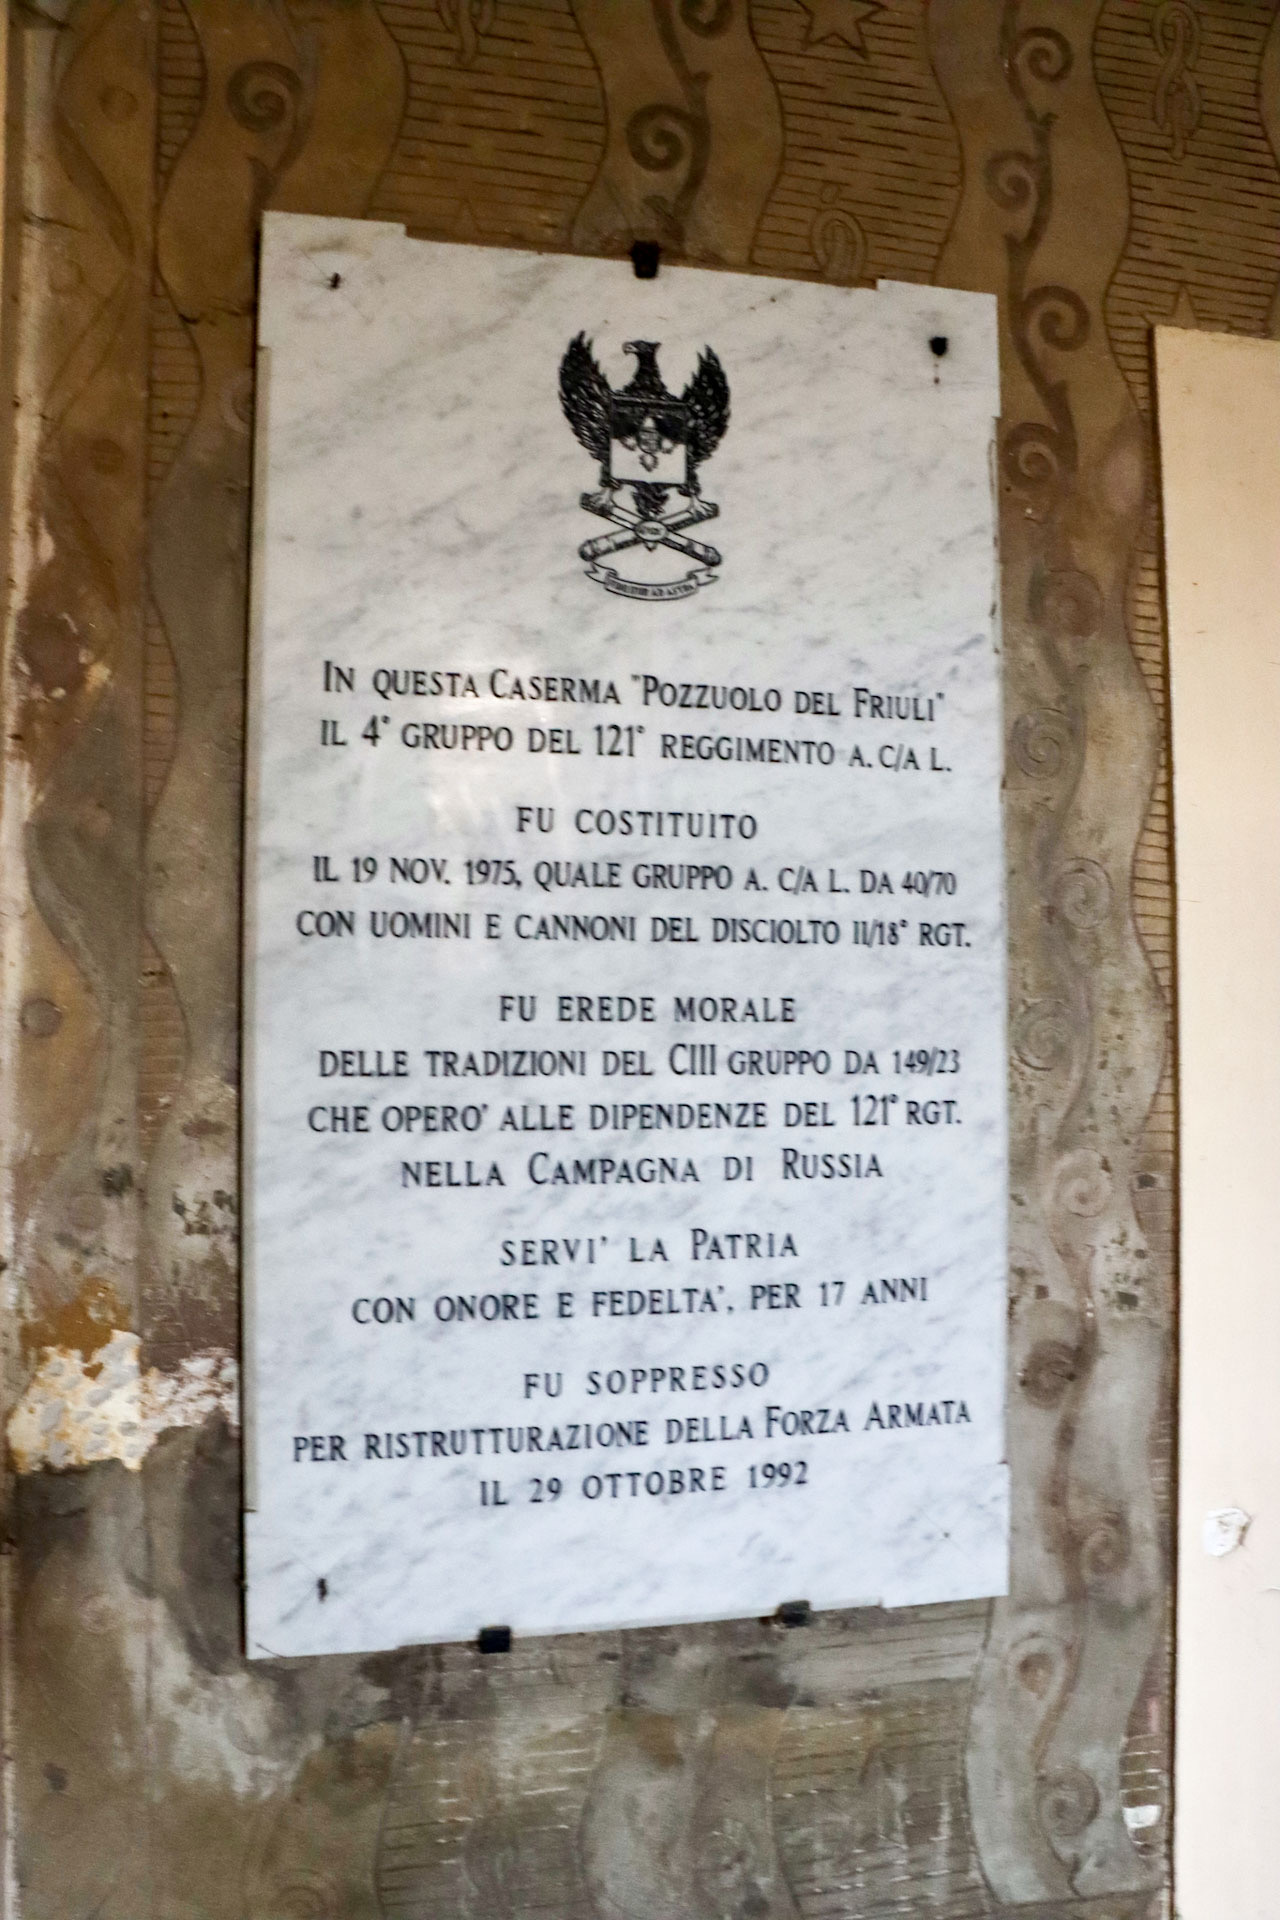 IN QUESTA CASERMA "POZZUOLO DEL FRIULI"
IL 4° GRUPPO DEL 121° REGGIMENTO A. C/A L.
FU COSTITUITO
IL 19 NOV. 1975, QUALE GRUPPO A. C/A L. DA 40/70
CON UOMINI E CANNONI DEL DISCIOLTO II/18° RGT.
FU EREDE MORALE
DELLE TRADIZIONI DEL CIII GRUPPO DA 149/23
CHE OPERO' ALLE DIPENDENZE DEL 121° RGT.
NELLA CAMPAGNA DI RUSSIA
SERVI' LA PATRIA
CON ONORE E FEDELTA', PER 17 ANNI
FU SOPPRESSO
PER RISTRUTTURAZIONE DELLA FORZA ARMATA
IL 29 OTTOBRE 1992